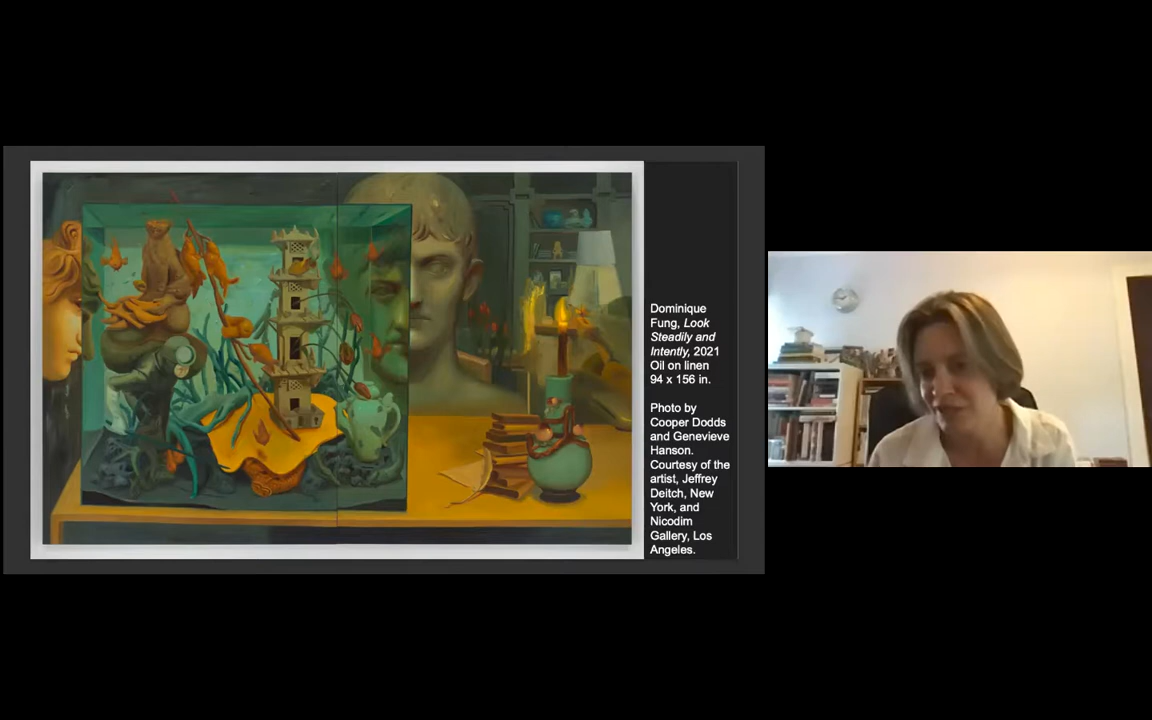 Dominique
Fung, Look
Steadily and
Intently, 2021
Oil on linen
94 x 156 in.
Photo by
Cooper Dodds
and Genevieve
Hanson.
Courtesy of the
artist, Jeffrey
Deitch, New
York, and
Nicodim
Gallery, Los
Angeles.